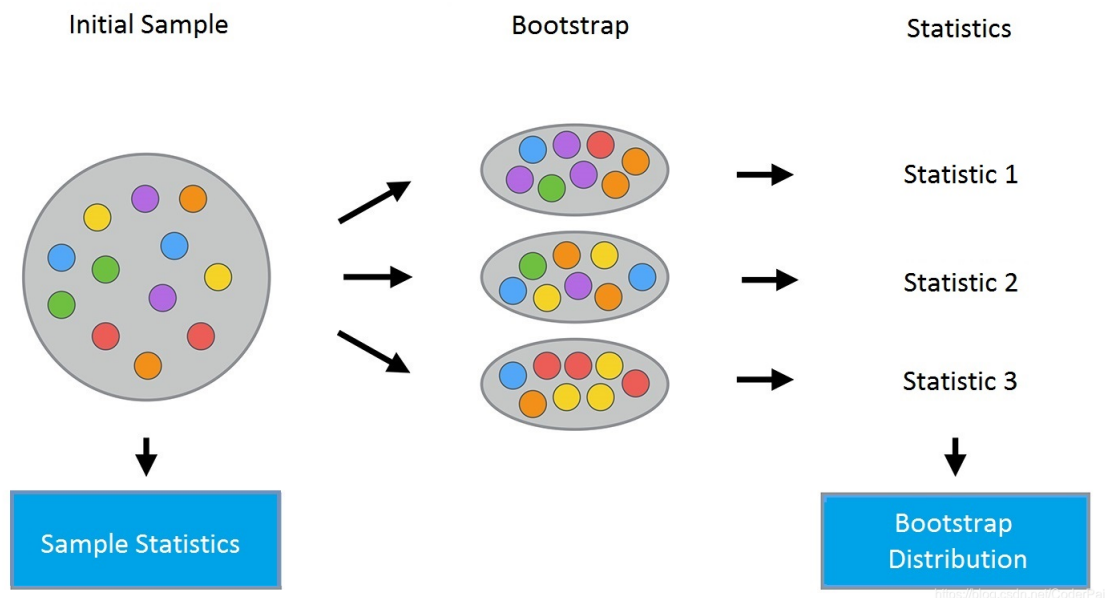 Initial Sample
Bootstrap
Statistics
Statistic 1
Statistic 2
Statistic 3
Sample Statistics
Bootstrap
Distribution